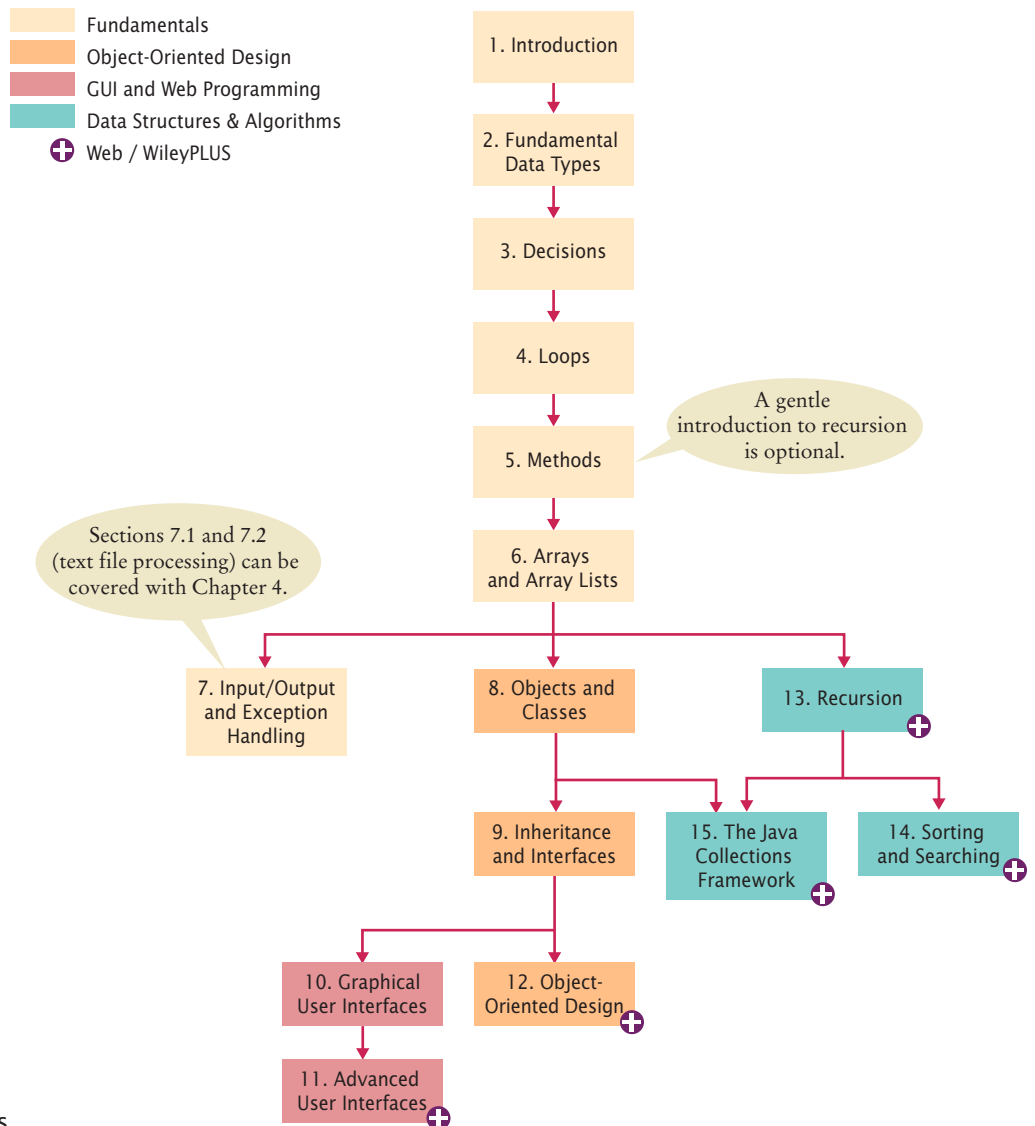 Fundamentals
Object-Oriented Design
GUI and Web Programming
Data Structures & Algorithms
Web / WileyPLUS
1. Introduction
2. Fundamental
Data Types
3. Decisions
4. Loops
A gentle
introduction to recursion
is optional.
5. Methods
Sections 7.1 and 7.2
(text file processing) can be
covered with Chapter 4.
6. Arrays
and Array Lists
7. Input/Output
and Exception
Handling
8. Objects and
Classes
13. Recursion
9. Inheritance
and Interfaces
15. The Java
Collections
Framework
14. Sorting
and Searching
10. Graphical
User Interfaces
12. Object-
Oriented Design
11. Advanced
User Interfaces
s